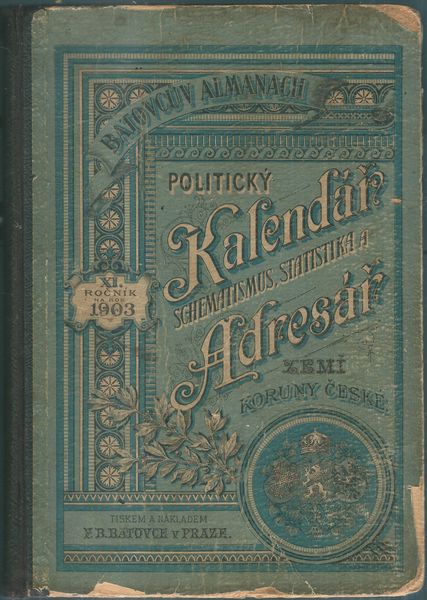 BATOVCŮV ALMANACH
POLITICKÝ
Kalendář
SCHEMATISMUS, STATISTIKA A
Adresář
ZEMÍ
KORUNY ČESKÉ.
XI.
ROČNÍK
NA ROK
1903
TISKEM A NÁKLADEM
F. B. BATOVCE V PRAZE.